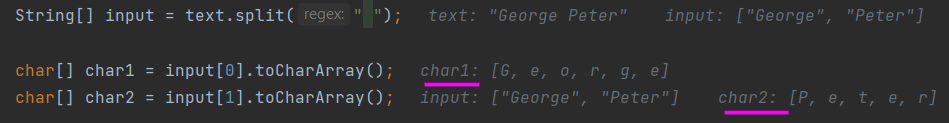 String[] input = text.split( regex: " "); text: "George Peter" input: ["George", "Peter"]
char[] char1 = input[0].toCharArray(); char1: [G, e, o, r, g, e]
char[] char2 = input[1].toCharArray(); input: ["George", "Peter"] char2: [P, e, t, e, r]